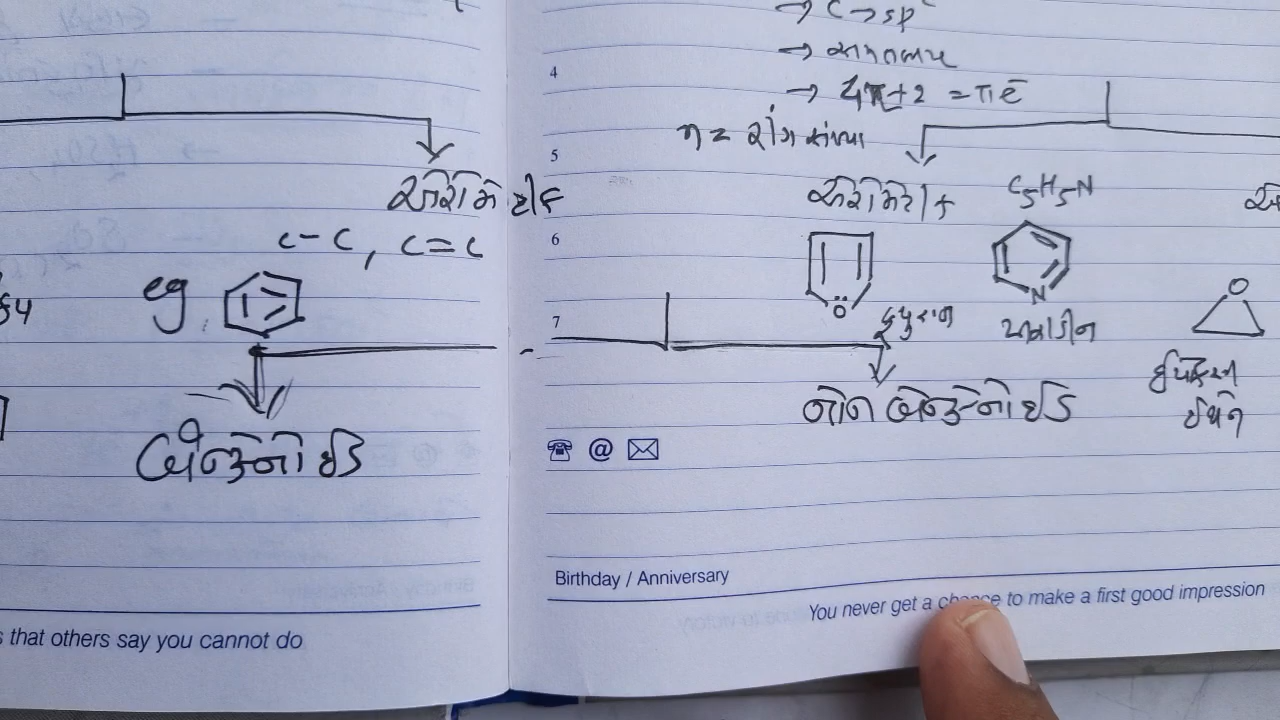 એરોમેટીક
C-C, C=C
eg
બેન્ઝેનોઈડ
s that others say you cannot do
→ C → sp²
→ સમતલીય
4
→ 4n+2 = πē
n =
5
એરોમેટીક
C₅H₅N
6
O
N
O
7
ફ્યુરાન
નોન બેન્ઝેનોઈડ
ઈથેન
Birthday / Anniversary
You never get a chance to make a first good impression